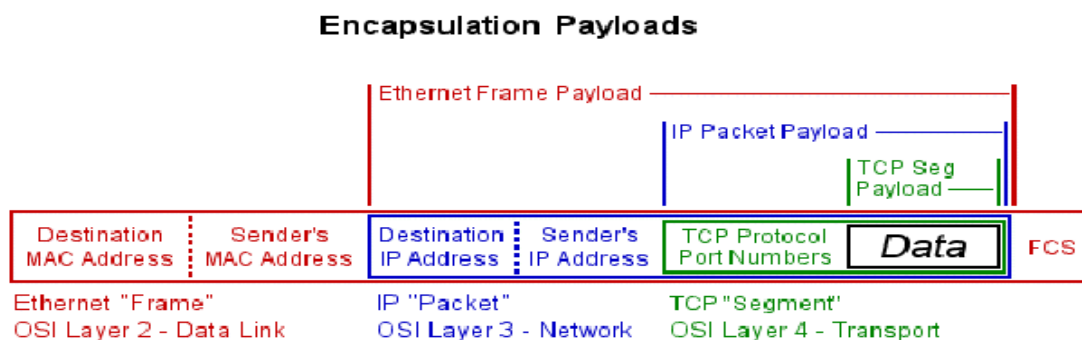 Encapsulation Payloads
Ethernet Frame Payload
IP Packet Payload
TCP Seg
Payload
Destination
MAC Address
Sender's
MAC Address
Destination
IP Address
Sender's
IP Address
TCP Protocol
Port Numbers
Data
FCS
Ethernet "Frame"
OSI Layer 2 - Data Link
IP "Packet"
OSI Layer 3 - Network
TCP "Segment"
OSI Layer 4 - Transport